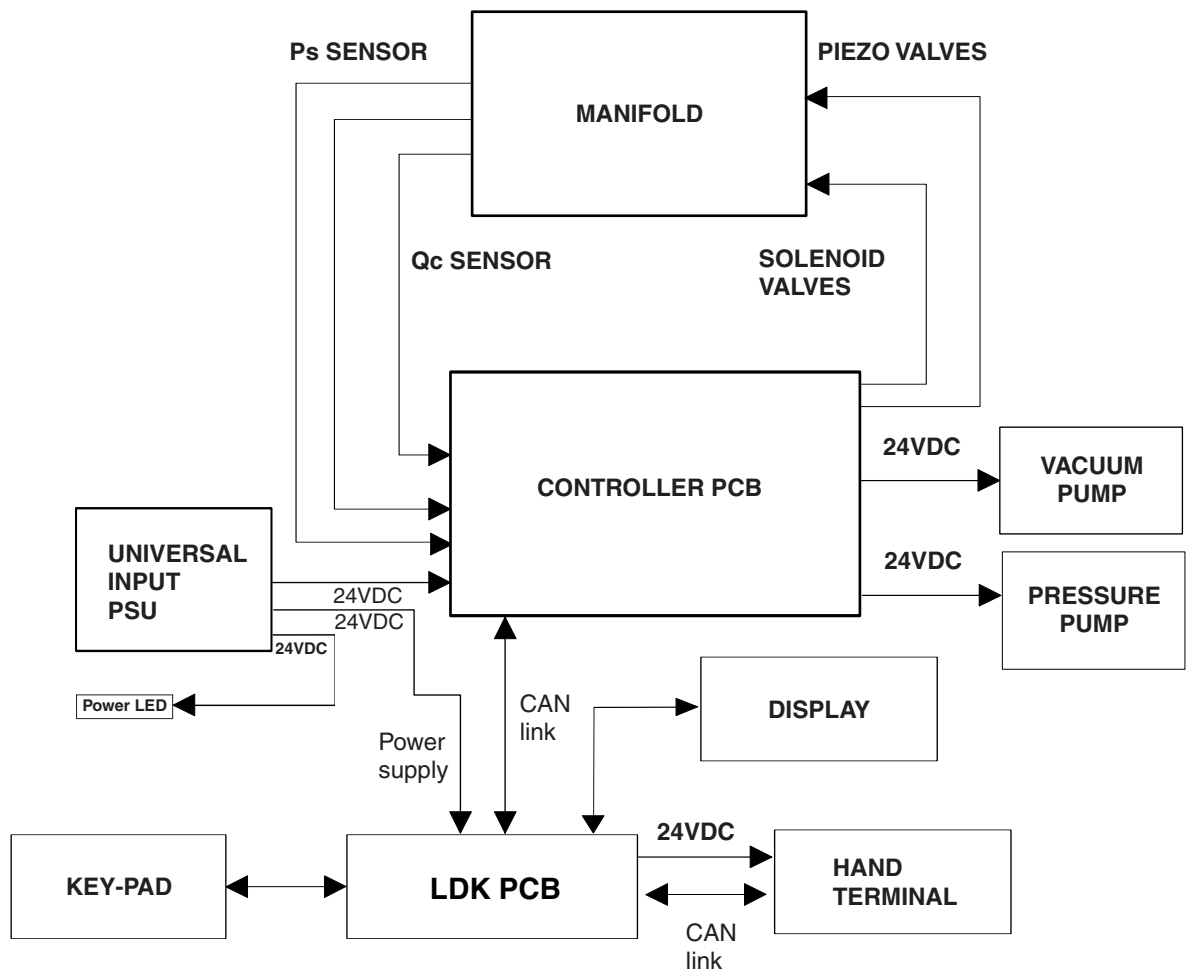 Ps SENSOR
PIEZO VALVES
MANIFOLD
Qc SENSOR
SOLENOID
VALVES
24VDC
VACUUM
PUMP
CONTROLLER PCB
UNIVERSAL
INPUT
PSU
24VDC
24VDC
24VDC
24VDC
PRESSURE
PUMP
Power LED
CAN
link
DISPLAY
Power
supply
24VDC
KEY-PAD
LDK PCB
HAND
TERMINAL
CAN
link